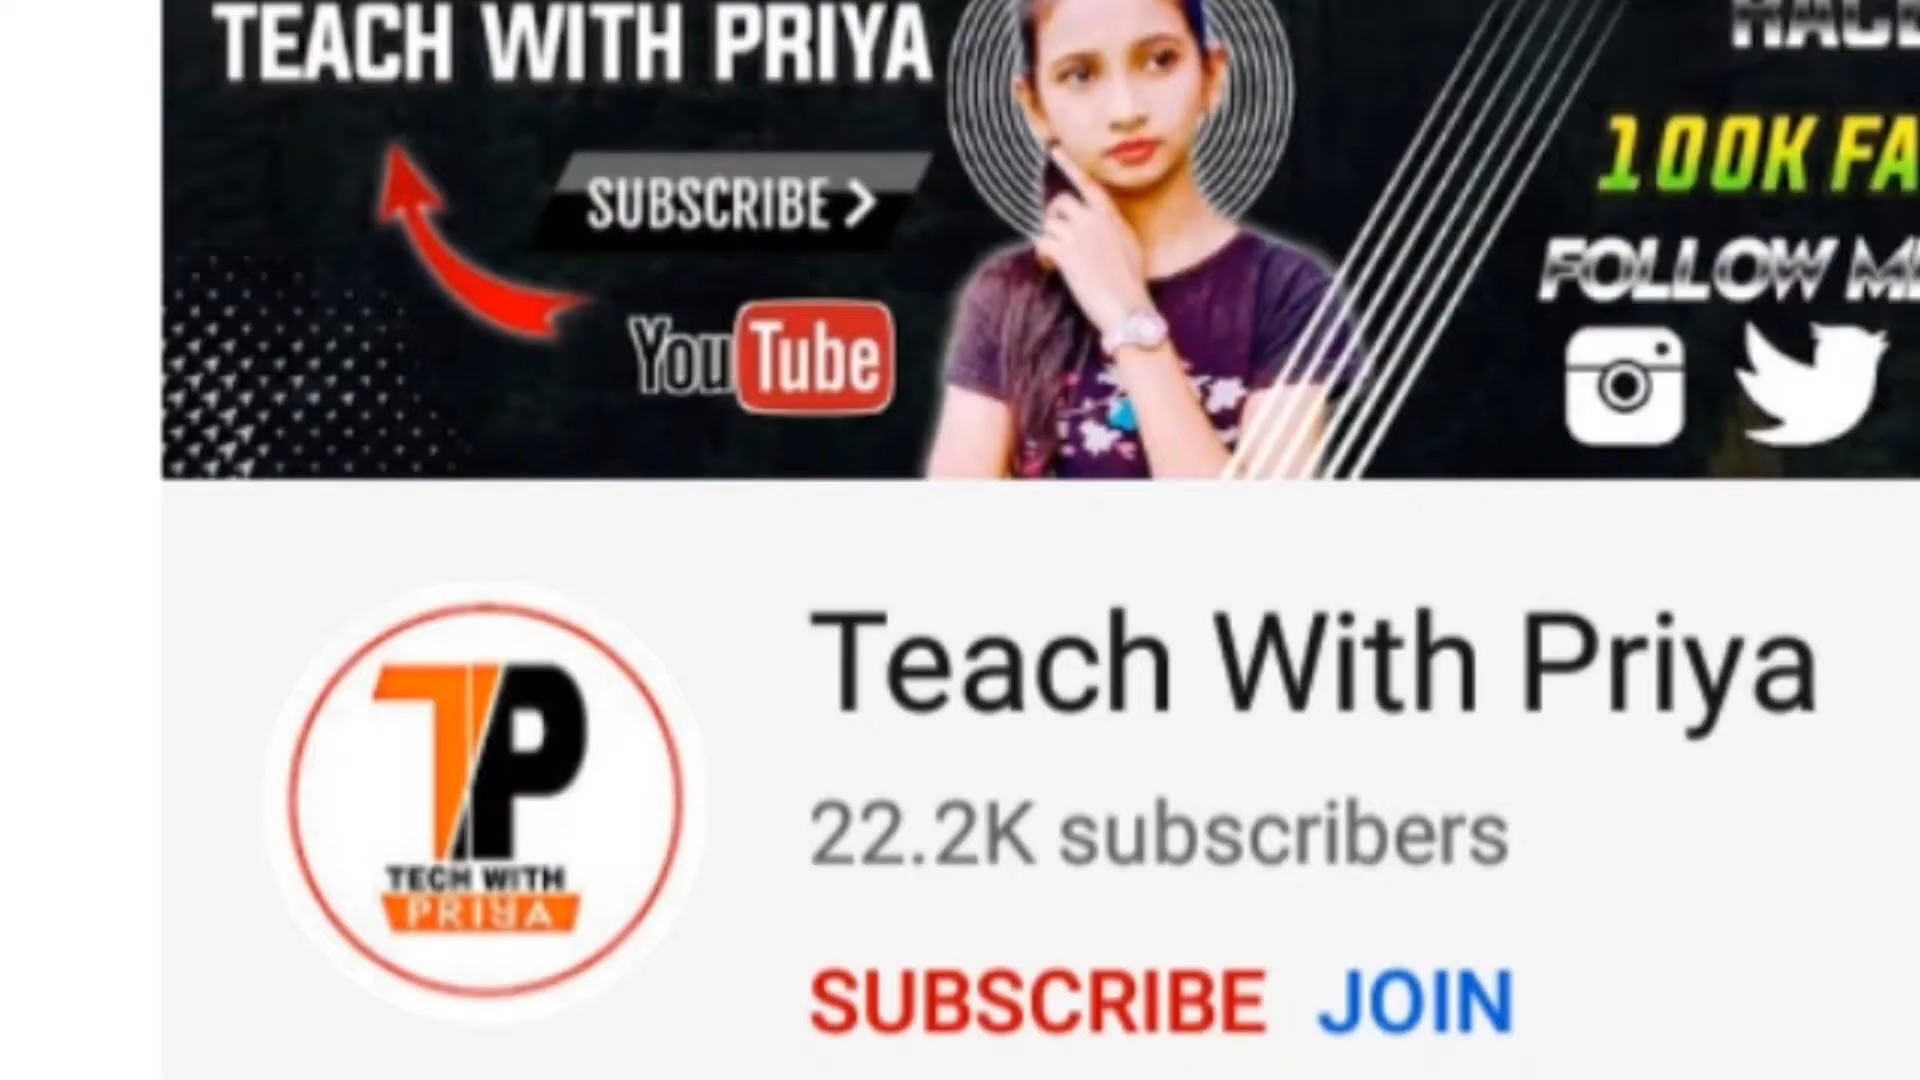 TEACH WITH PRIYA
SUBSCRIBE >
YouTube
100K FA
FOLLOW ME
Teach With Priya
22.2K subscribers
SUBSCRIBE JOIN
TP
TECH WITH
PRIYA